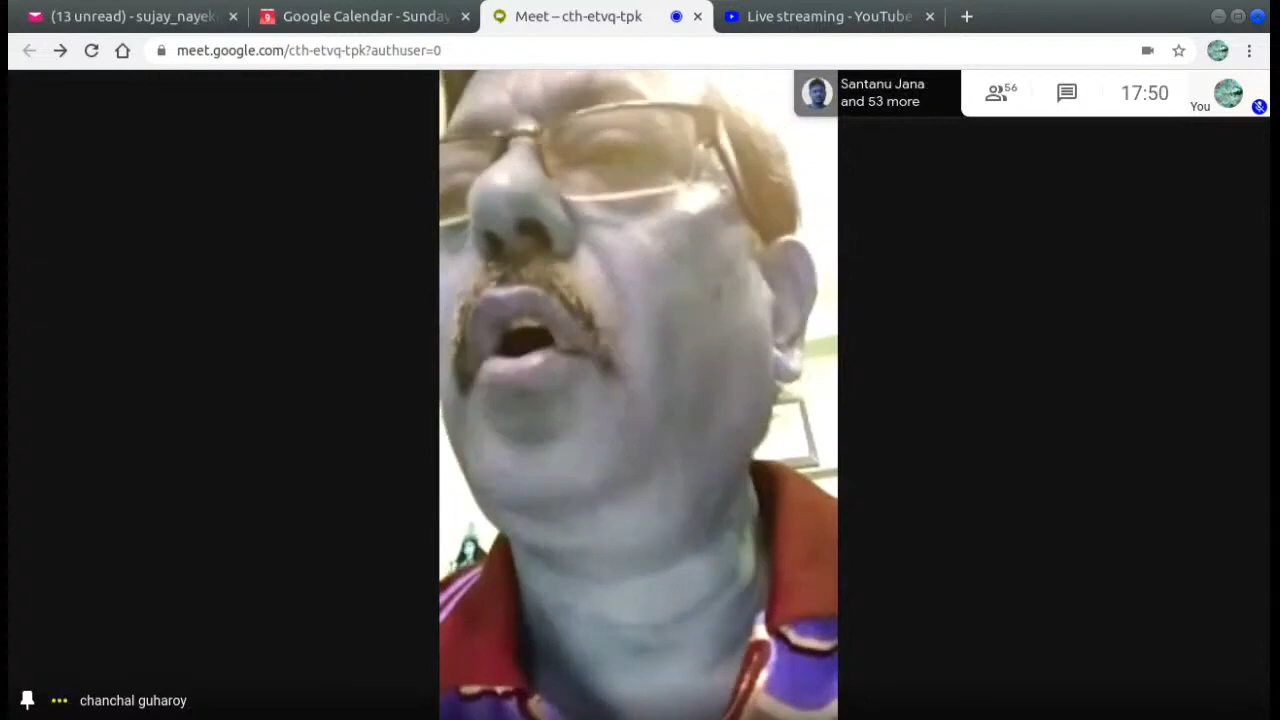 (13 unread) - sujay_nayek
Google Calendar - Sunday
Meet – cth-etvq-tpk
Live streaming - YouTube
meet.google.com/cth-etvq-tpk?authuser=0
Santanu Jana
and 53 more
56
17:50
You
9
chanchal guharoy